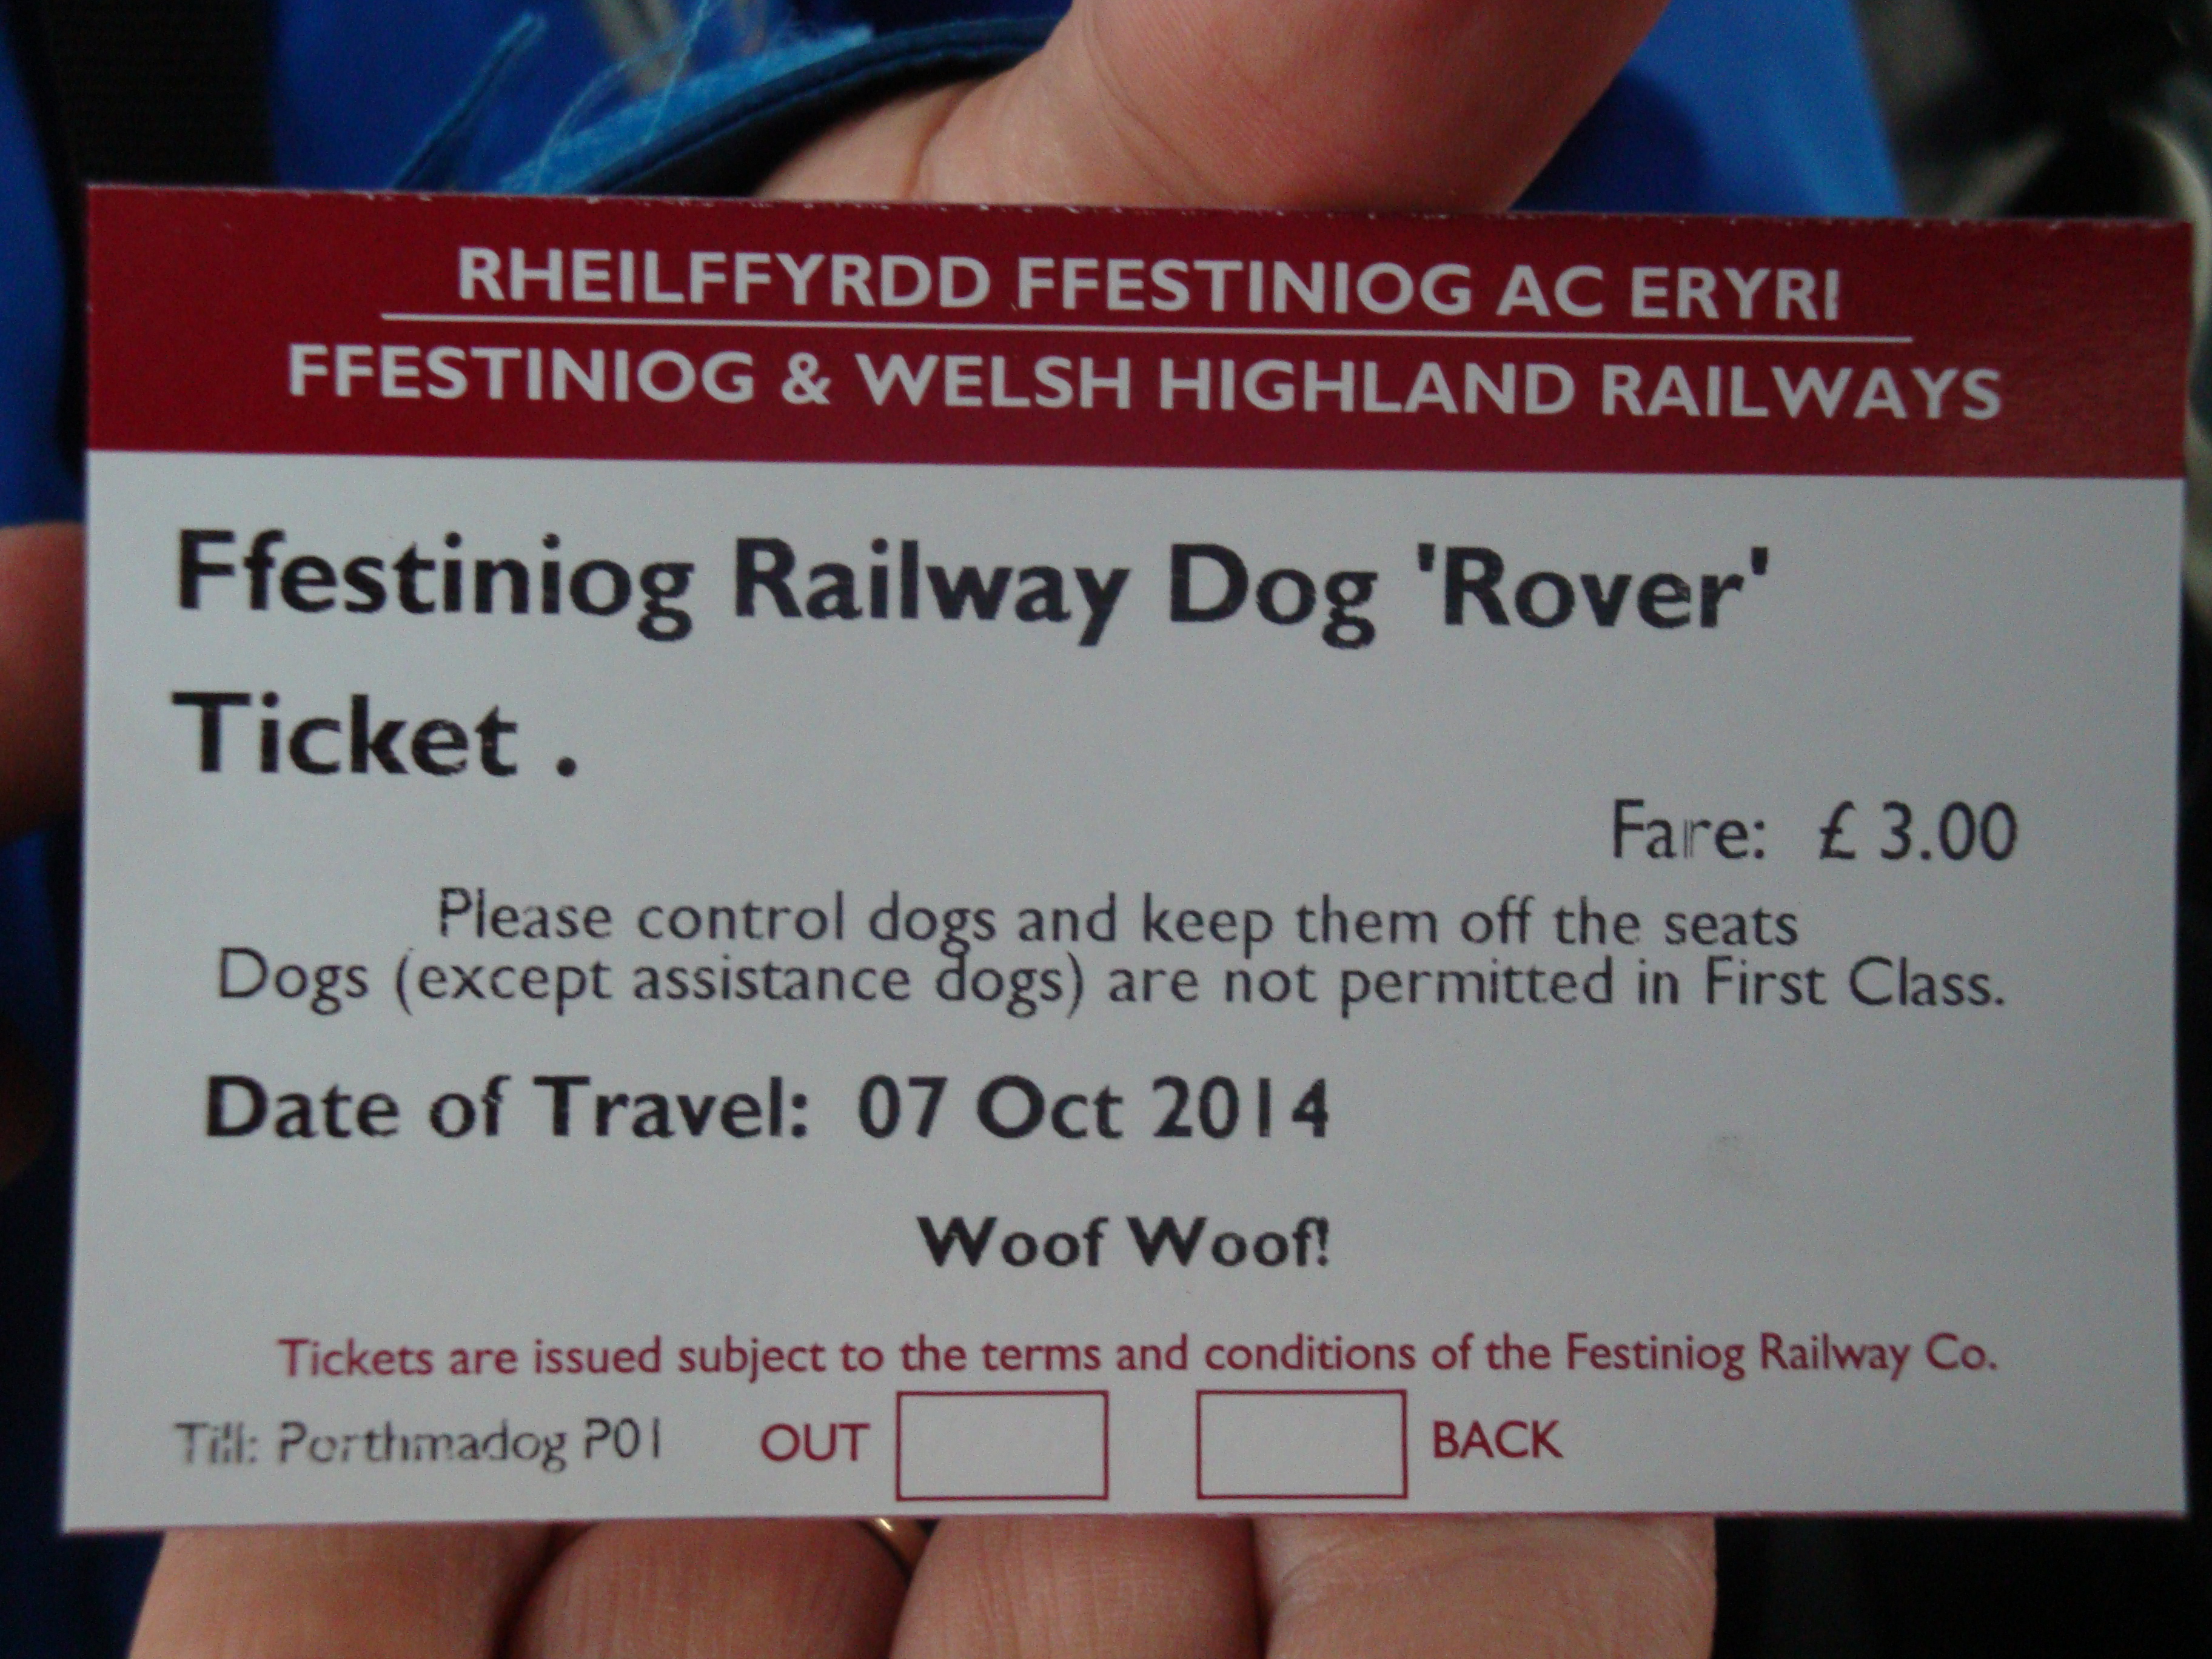 RHEILFFYRDD FFESTINIOG AC ERYRI
FFESTINIOG & WELSH HIGHLAND RAILWAYS
Ffestiniog Railway Dog 'Rover'
Ticket .
Fare: £ 3.00
Please control dogs and keep them off the seats
Dogs (except assistance dogs) are not permitted in First Class.
Date of Travel: 07 Oct 2014
Woof Woof!
Tickets are issued subject to the terms and conditions of the Festiniog Railway Co.
Till: Porthmadog P01 OUT BACK